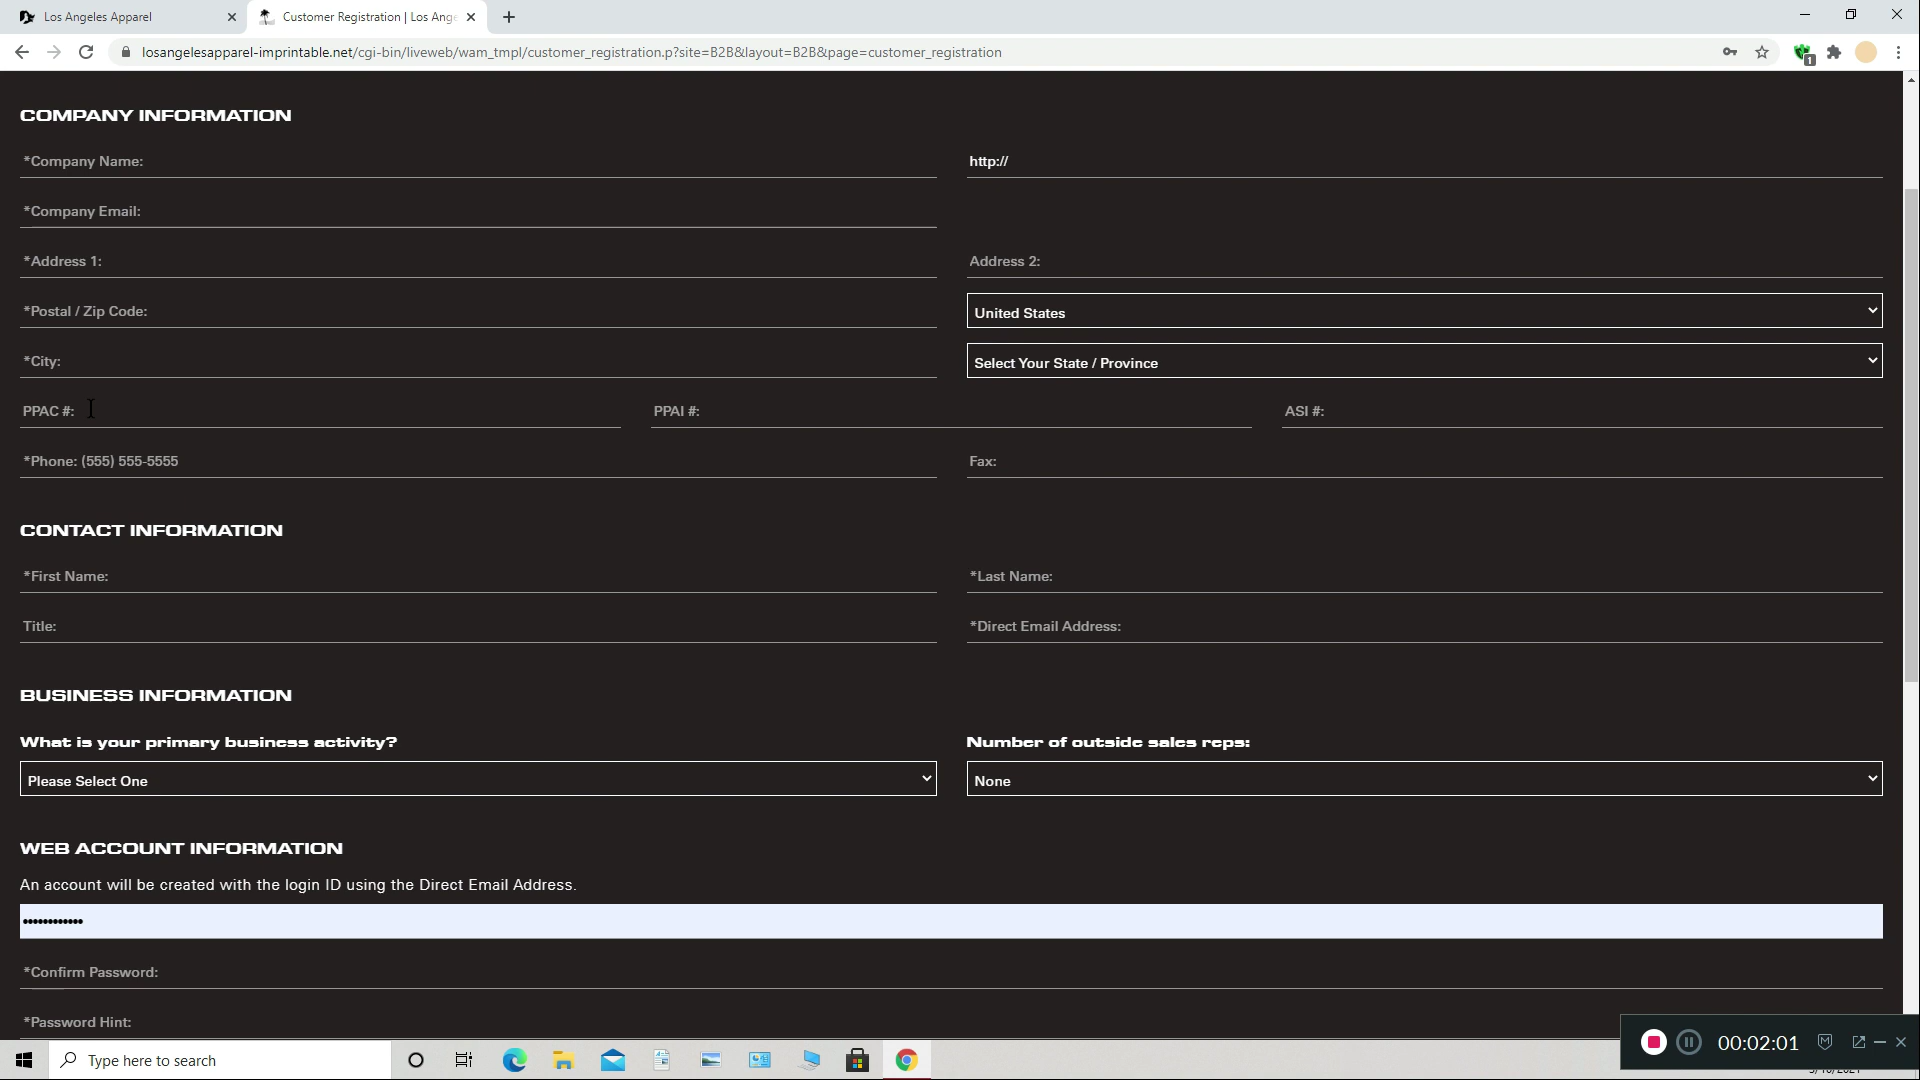 Los Angeles Apparel
Customer Registration | Los Ange
losangelesapparel-imprintable.net/cgi-bin/liveweb/wam_tmpl/customer_registration.p?site=B2B&layout=B2B&page=customer_registration
1
COMPANY INFORMATION
*Company Name:
http://
*Company Email:
*Address 1:
Address 2:
*Postal / Zip Code:
United States
*City:
Select Your State / Province
PPAC #:
PPAI #:
ASI #:
*Phone: (555) 555-5555
Fax:
CONTACT INFORMATION
*First Name:
*Last Name:
Title:
*Direct Email Address:
BUSINESS INFORMATION
What is your primary business activity?
Number of outside sales reps:
Please Select One
None
WEB ACCOUNT INFORMATION
An account will be created with the login ID using the Direct Email Address.
••••••••••••
*Confirm Password:
*Password Hint:
Type here to search
00:02:01